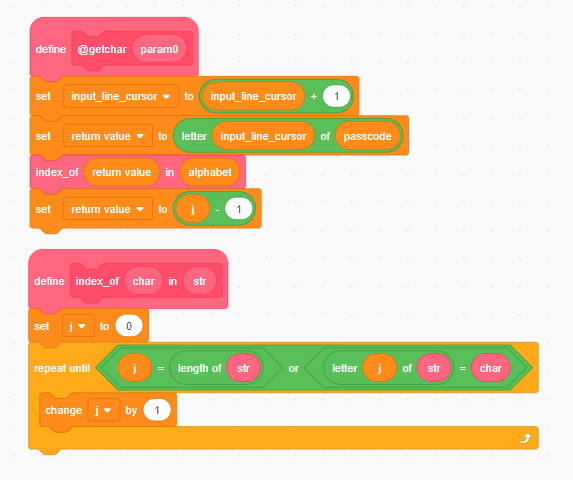 define @getchar param0
set input_line_cursor to input_line_cursor + 1
set return value to letter input_line_cursor of passcode
index_of return value in alphabet
set return value to j - 1
define index_of char in str
set j to 0
repeat until j = length of str or letter j of str = char
change j by 1